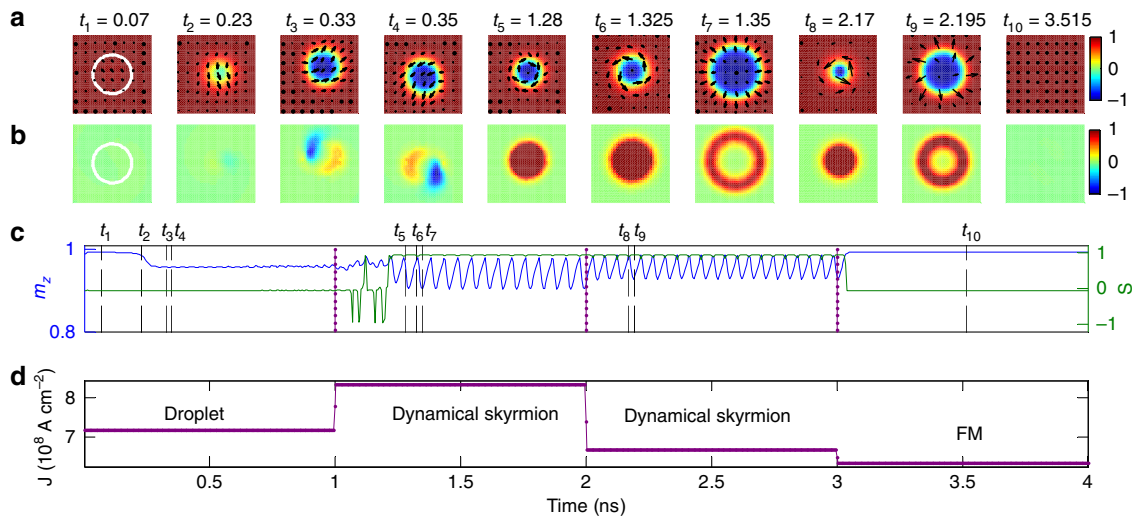 a
t1 = 0.07 t2 = 0.23 t3 = 0.33 t4 = 0.35 t5 = 1.28 t6 = 1.325 t7 = 1.35 t8 = 2.17 t9 = 2.195 t10 = 3.515
1
0
−1
b
1
0
−1
c
t1 t2 t3 t4 t5 t6 t7 t8 t9 t10
1
0.8
mz
1
0
−1
S
d
8
7
J (10⁸ A cm⁻²)
Droplet
Dynamical skyrmion
Dynamical skyrmion
FM
0.5 1 1.5 2 2.5 3 3.5 4
Time (ns)